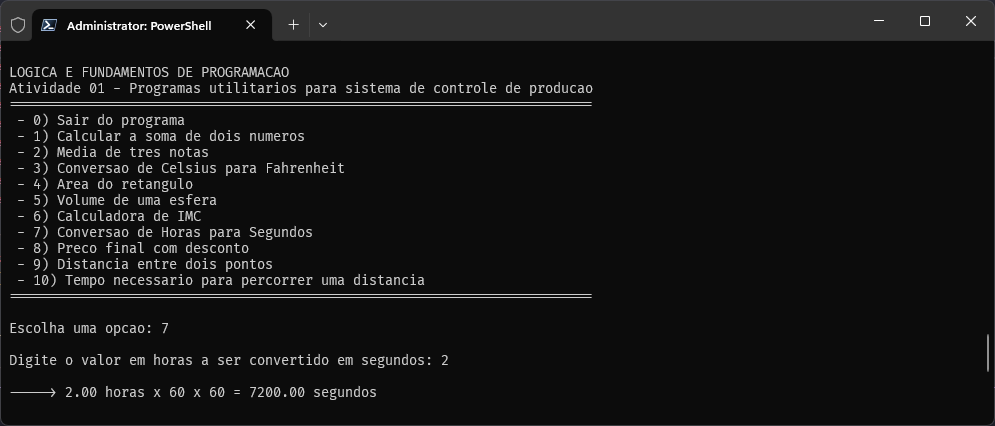 Administrator: PowerShell
LOGICA E FUNDAMENTOS DE PROGRAMACAO
Atividade 01 - Programas utilitarios para sistema de controle de producao
=========================================================================
- 0) Sair do programa
- 1) Calcular a soma de dois numeros
- 2) Media de tres notas
- 3) Conversao de Celsius para Fahrenheit
- 4) Area do retangulo
- 5) Volume de uma esfera
- 6) Calculadora de IMC
- 7) Conversao de Horas para Segundos
- 8) Preco final com desconto
- 9) Distancia entre dois pontos
- 10) Tempo necessario para percorrer uma distancia
=========================================================================
Escolha uma opcao: 7
Digite o valor em horas a ser convertido em segundos: 2
-----> 2.00 horas x 60 x 60 = 7200.00 segundos